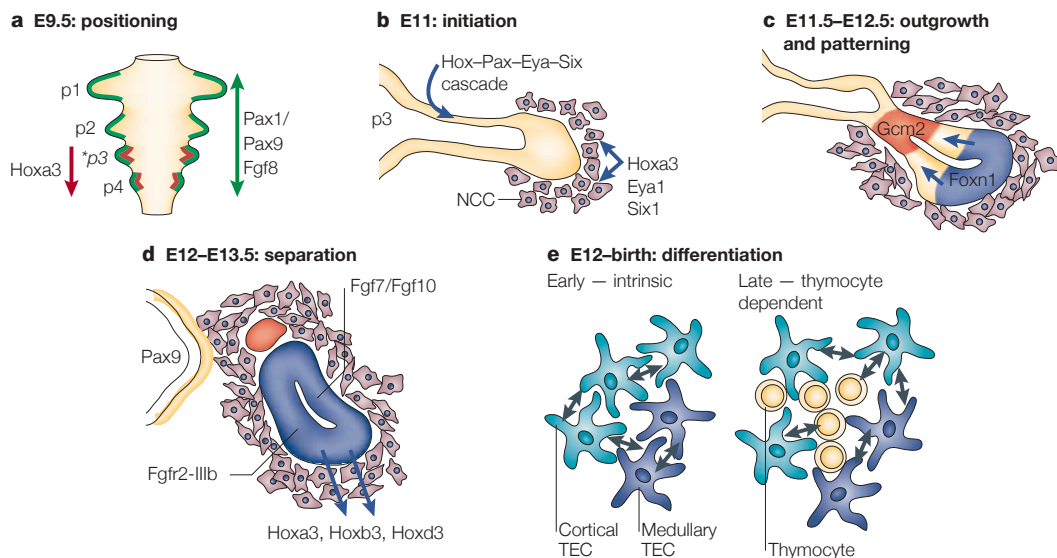 a E9.5: positioning
p1
p2
*p3
p4
Hoxa3
Pax1/
Pax9
Fgf8
b E11: initiation
Hox–Pax–Eya–Six
cascade
p3
NCC
Hoxa3
Eya1
Six1
c E11.5–E12.5: outgrowth
and patterning
Gcm2
Foxn1
d E12–E13.5: separation
Fgf7/Fgf10
Pax9
Fgfr2-IIIb
Hoxa3, Hoxb3, Hoxd3
e E12–birth: differentiation
Early — intrinsic
Late — thymocyte
dependent
Cortical
TEC
Medullary
TEC
Thymocyte